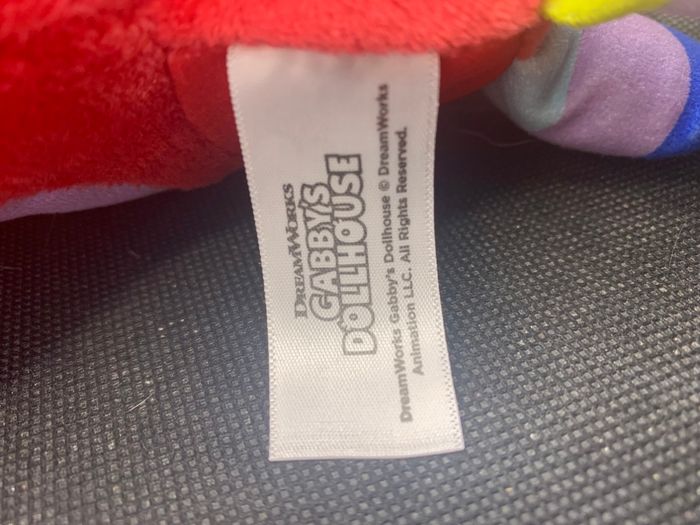 DREAMWORKS
GABBY'S
DOLLHOUSE
DreamWorks Gabby's Dollhouse © DreamWorks
Animation LLC. All Rights Reserved.